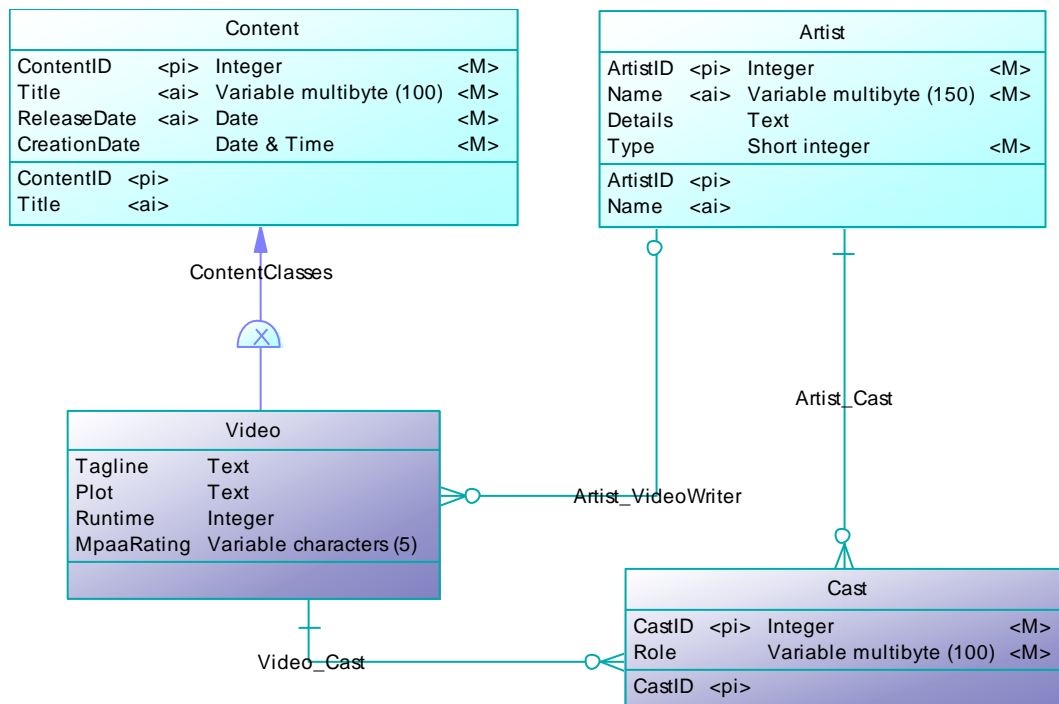 Content
ContentID <pi> Integer <M>
Title <ai> Variable multibyte (100) <M>
ReleaseDate <ai> Date <M>
CreationDate Date & Time <M>
ContentID <pi>
Title <ai>
Artist
ArtistID <pi> Integer <M>
Name <ai> Variable multibyte (150) <M>
Details Text
Type Short integer <M>
ArtistID <pi>
Name <ai>
ContentClasses
X
Artist_Cast
Video
Tagline Text
Plot Text
Runtime Integer
MpaaRating Variable characters (5)
Artist_VideoWriter
Video_Cast
Cast
CastID <pi> Integer <M>
Role Variable multibyte (100) <M>
CastID <pi>